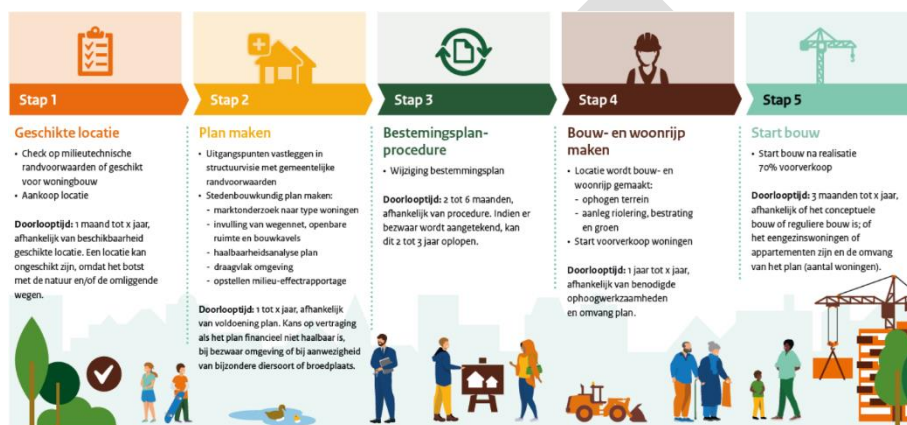 Stap 1
Geschikte locatie
• Check op milieutechnische
randvoorwaarden of geschikt
voor woningbouw
• Aankoop locatie
Doorlooptijd: 1 maand tot x jaar,
afhankelijk van beschikbaarheid
geschikte locatie. Een locatie kan
ongeschikt zijn, omdat het botst
met de natuur en/of de omliggende
wegen.
Stap 2
Plan maken
• Uitgangspunten vastleggen in
structuurvisie met gemeentelijke
randvoorwaarden
• Stedenbouwkundig plan maken:
- marktonderzoek naar type woningen
- invulling van wegennet, openbare
ruimte en bouwkavels
- haalbaarheidsanalyse plan
- draagvlak omgeving
- opstellen milieu-effectrapportage
Doorlooptijd: 1 tot x jaar, afhankelijk
van voldoening plan. Kans op vertraging
als het plan financieel niet haalbaar is,
bij bezwaar omgeving of bij aanwezigheid
van bijzondere diersoort of broedplaats.
Stap 3
Bestemingsplan-
procedure
• Wijziging bestemmingsplan
Doorlooptijd: 2 tot 6 maanden,
afhankelijk van procedure. Indien er
bezwaar wordt aangetekend, kan
dit 2 tot 3 jaar oplopen.
Stap 4
Bouw- en woonrijp
maken
• Locatie wordt bouw- en
woonrijp gemaakt:
- ophogen terrein
- aanleg riolering, bestrating
en groen
• Start voorverkoop woningen
Doorlooptijd: 1 jaar tot x jaar,
afhankelijk van benodigde
ophoogwerkzaamheden
en omvang plan.
Stap 5
Start bouw
• Start bouw na realisatie
70% voorverkoop
Doorlooptijd: 3 maanden tot x jaar,
afhankelijk of het conceptuele
bouw of reguliere bouw is; of
het eengezinswoningen of
appartementen zijn en de omvang
van het plan (aantal woningen).